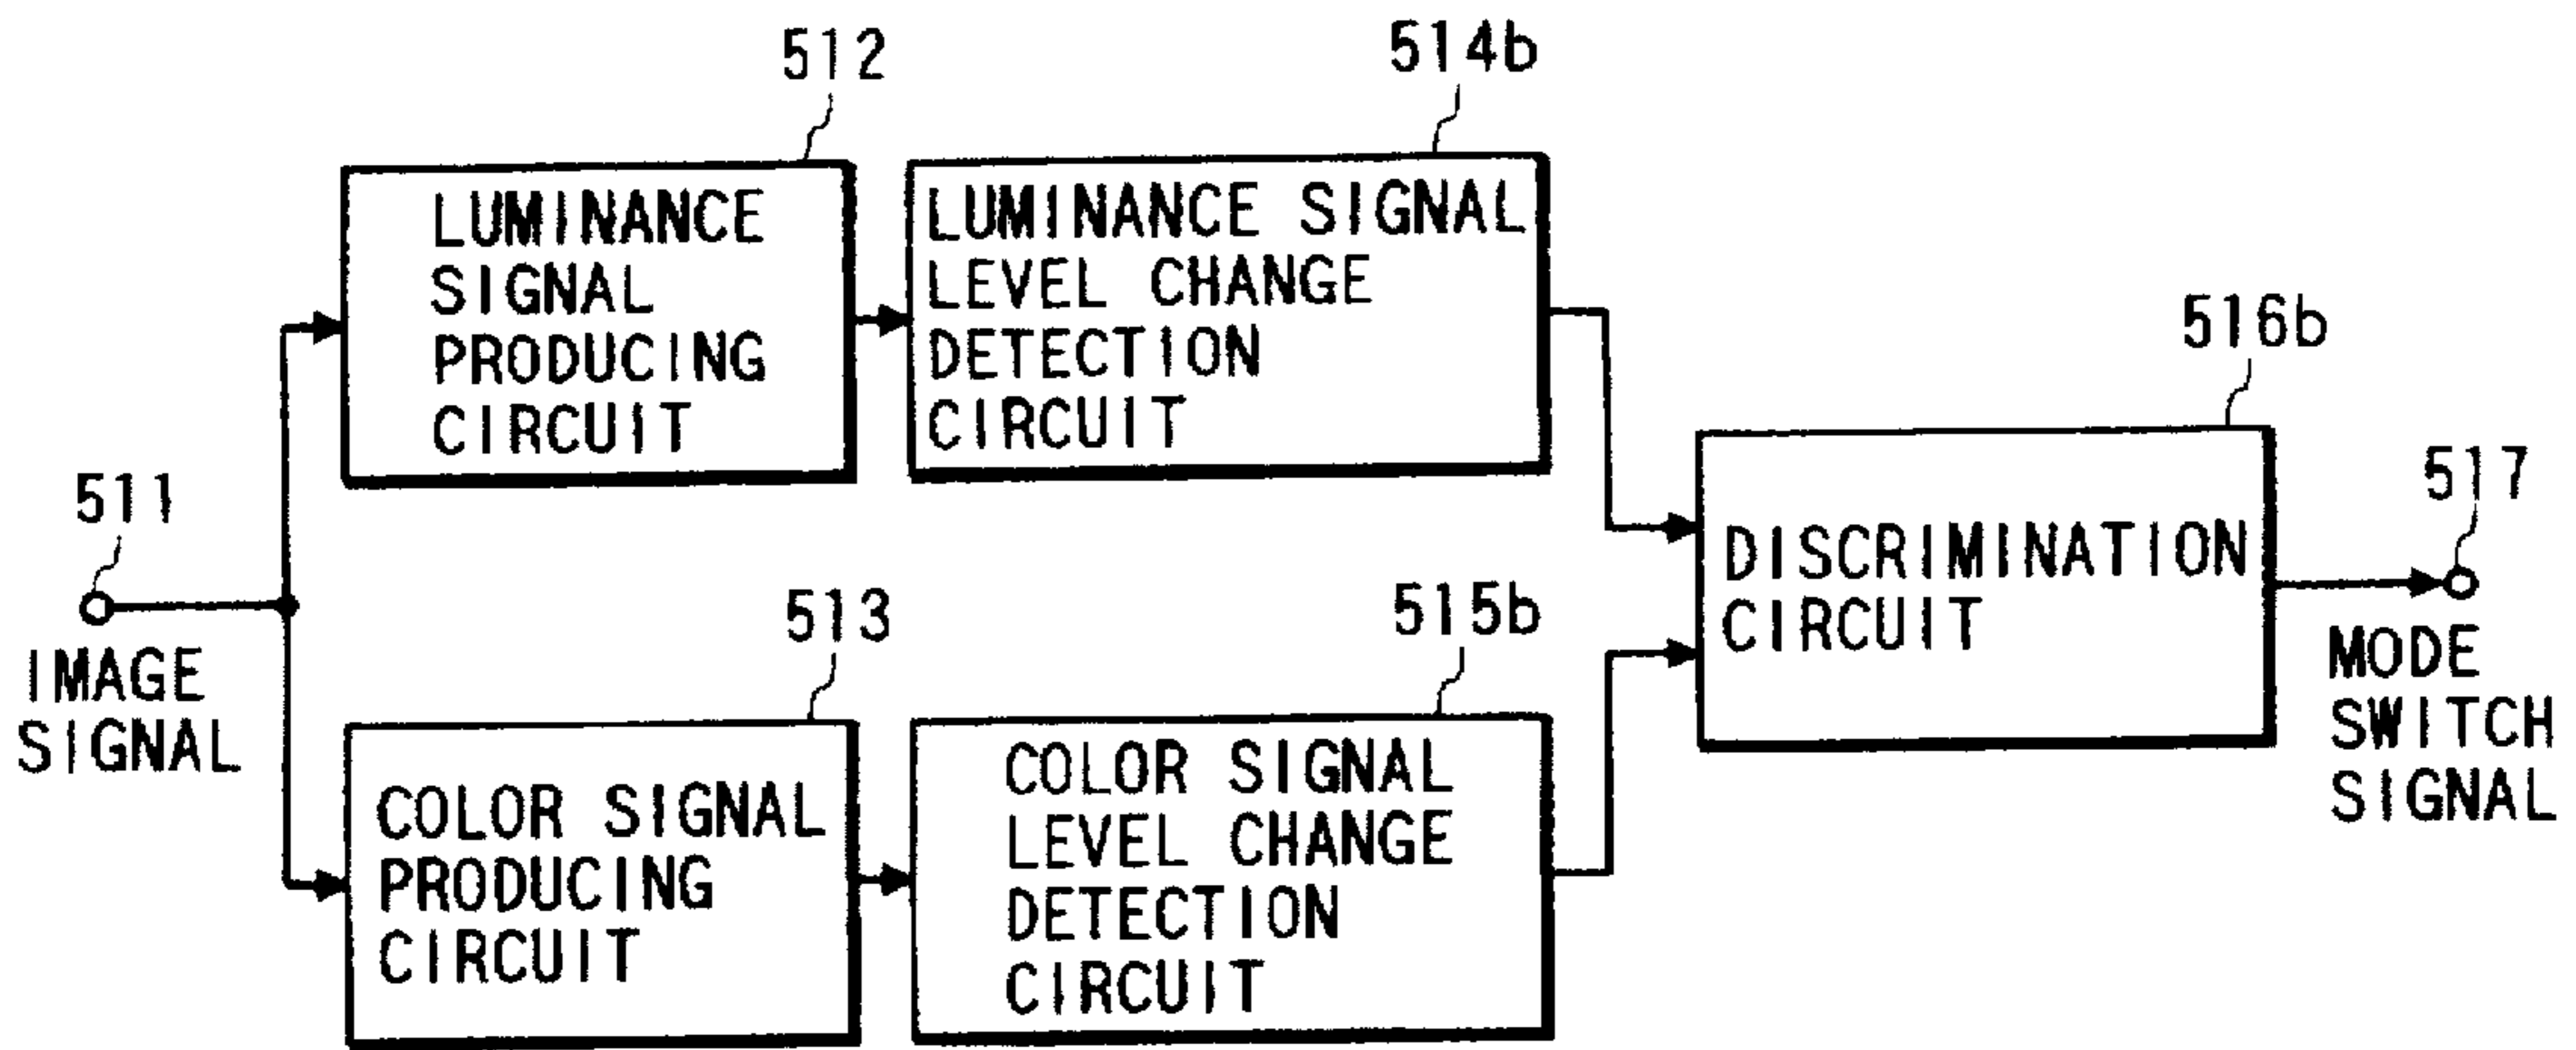 512
514b
LUMINANCE
SIGNAL
PRODUCING
CIRCUIT
LUMINANCE SIGNAL
LEVEL CHANGE
DETECTION
CIRCUIT
516b
511
517
IMAGE
SIGNAL
DISCRIMINATION
CIRCUIT
MODE
SWITCH
SIGNAL
513
515b
COLOR SIGNAL
PRODUCING
CIRCUIT
COLOR SIGNAL
LEVEL CHANGE
DETECTION
CIRCUIT